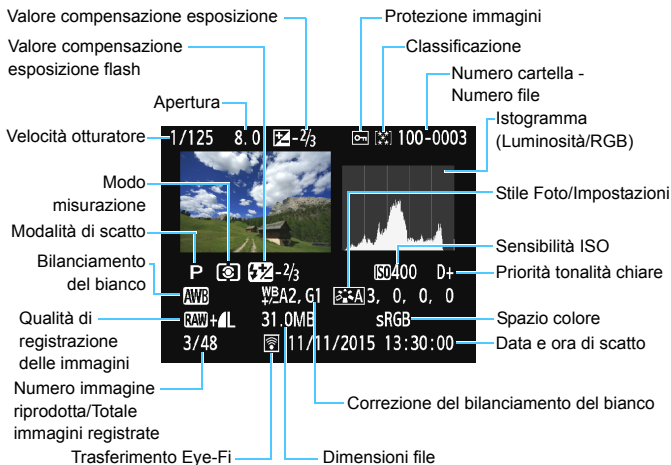 Valore compensazione esposizione
Protezione immagini
Valore compensazione
esposizione flash
Classificazione
Numero cartella -
Numero file
Apertura
Istogramma
(Luminosità/RGB)
Velocità otturatore
1/125 8.0 -2/3 100-0003
Modo
misurazione
Stile Foto/Impostazioni
Modalità di scatto
Sensibilità ISO
P -2/3 ISO400 D+
Priorità tonalità chiare
Bilanciamento
del bianco
AWB WB A2, G1 A 3, 0, 0, 0
Qualità di
registrazione
delle immagini
RAW+L 31.0MB sRGB
Spazio colore
3/48 11/11/2015 13:30:00
Data e ora di scatto
Numero immagine
riprodotta/Totale
immagini registrate
Correzione del bilanciamento del bianco
Trasferimento Eye-Fi
Dimensioni file